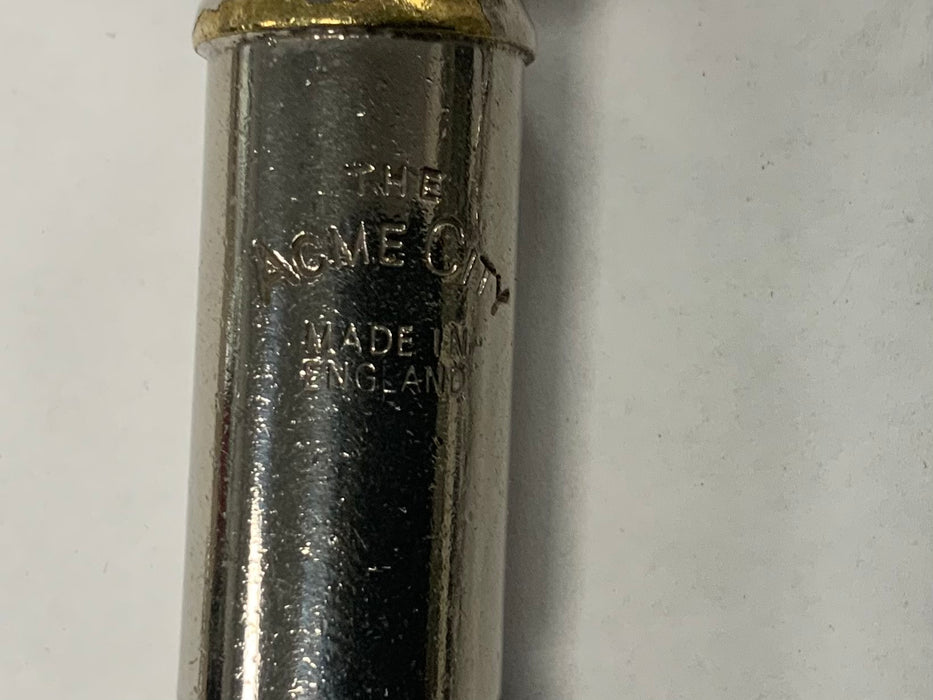 THE
ACME CITY
MADE IN
ENGLAND